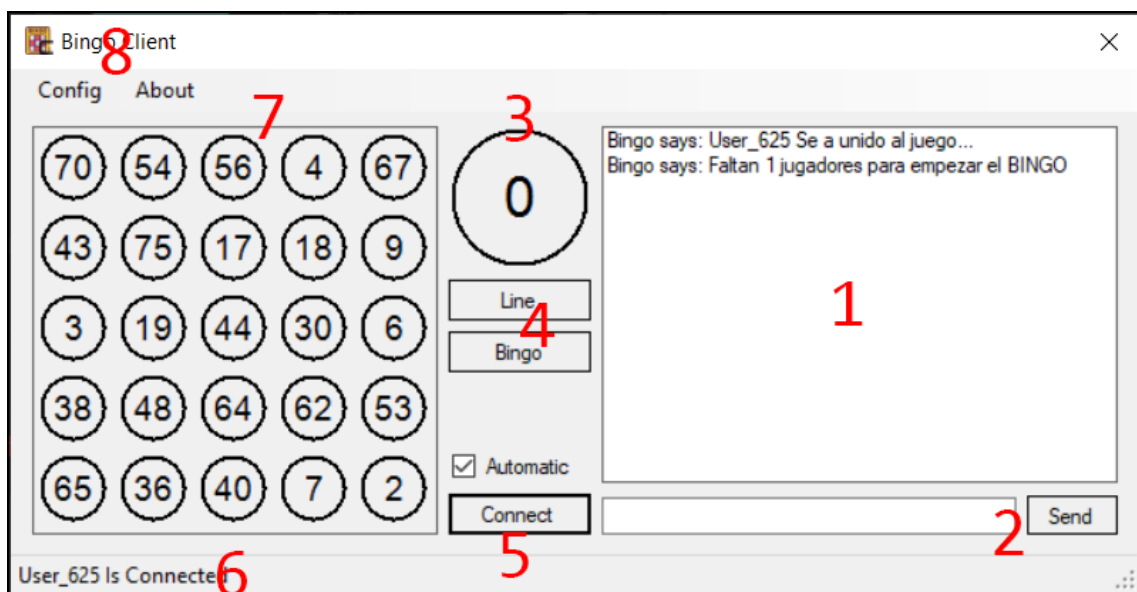 Bingo Client
8
Config About
7
3
70 54 56 4 67
0
Bingo says: User_625 Se a unido al juego...
Bingo says: Faltan 1 jugadores para empezar el BINGO
43 75 17 18 9
Line
1
4
3 19 44 30 6
Bingo
38 48 64 62 53
Automatic
65 36 40 7 2
Connect
2
Send
5
User_625 Is Connected
6